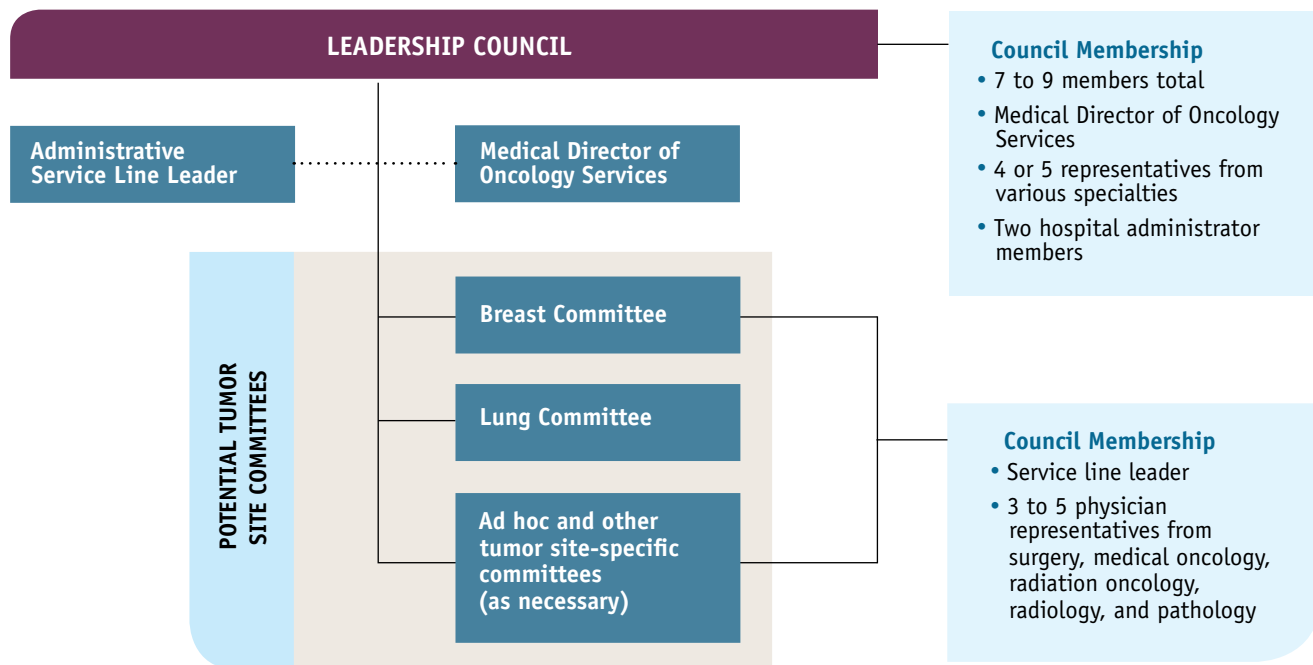 LEADERSHIP COUNCIL
Council Membership
• 7 to 9 members total
• Medical Director of Oncology
Services
• 4 or 5 representatives from
various specialties
• Two hospital administrator
members
Administrative
Service Line Leader
Medical Director of
Oncology Services
POTENTIAL TUMOR
SITE COMMITTEES
Breast Committee
Lung Committee
Ad hoc and other
tumor site-specific
committees
(as necessary)
Council Membership
• Service line leader
• 3 to 5 physician
representatives from
surgery, medical oncology,
radiation oncology,
radiology, and pathology